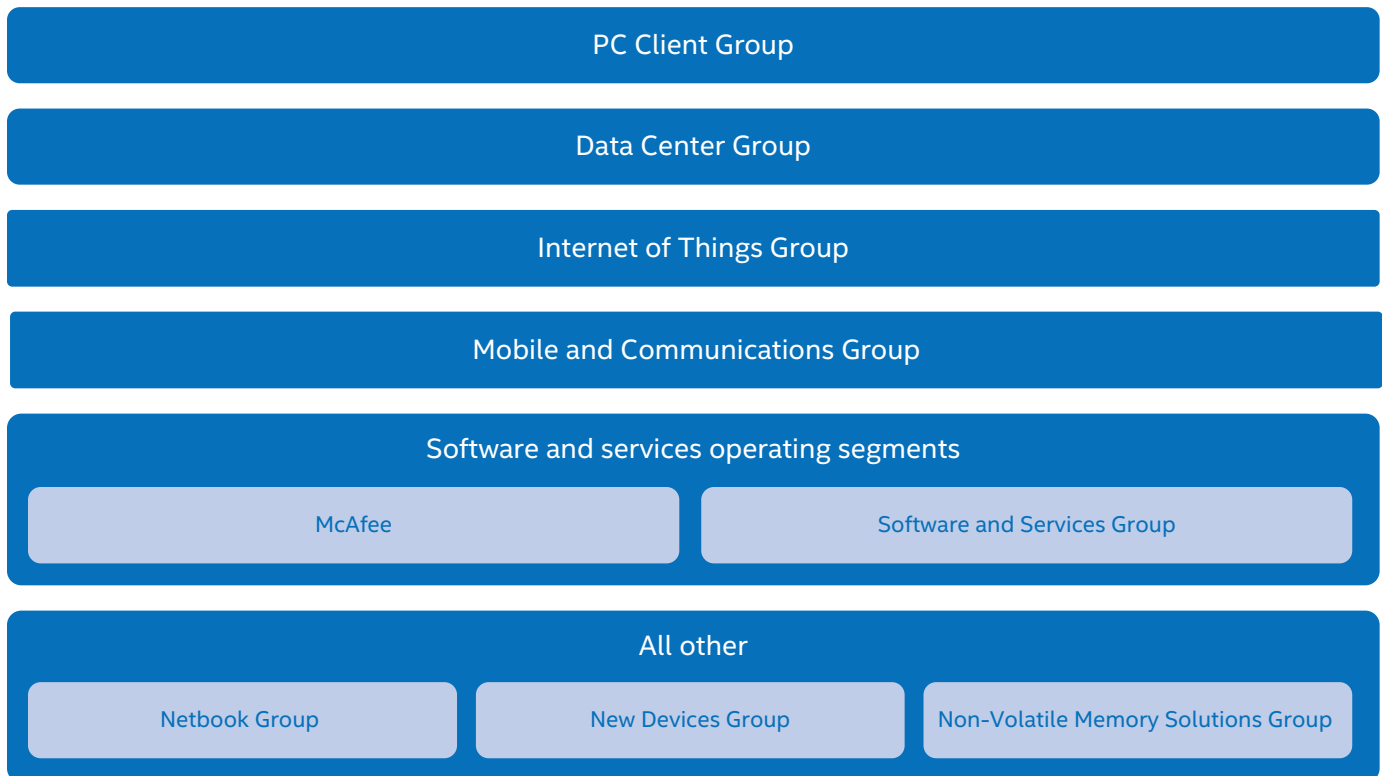 PC Client Group
Data Center Group
Internet of Things Group
Mobile and Communications Group
Software and services operating segments
McAfee
Software and Services Group
All other
Netbook Group
New Devices Group
Non-Volatile Memory Solutions Group